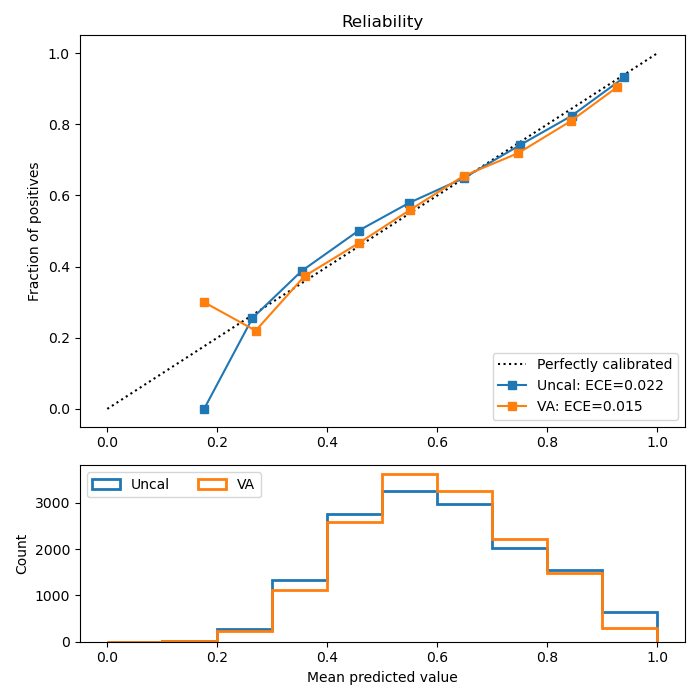 Reliability
1.0
0.8
0.6
0.4
0.2
0.0
Fraction of positives
Perfectly calibrated
Uncal: ECE=0.022
VA: ECE=0.015
0.0 0.2 0.4 0.6 0.8 1.0
Uncal VA
3000
2000
1000
0
Count
0.0 0.2 0.4 0.6 0.8 1.0
Mean predicted value